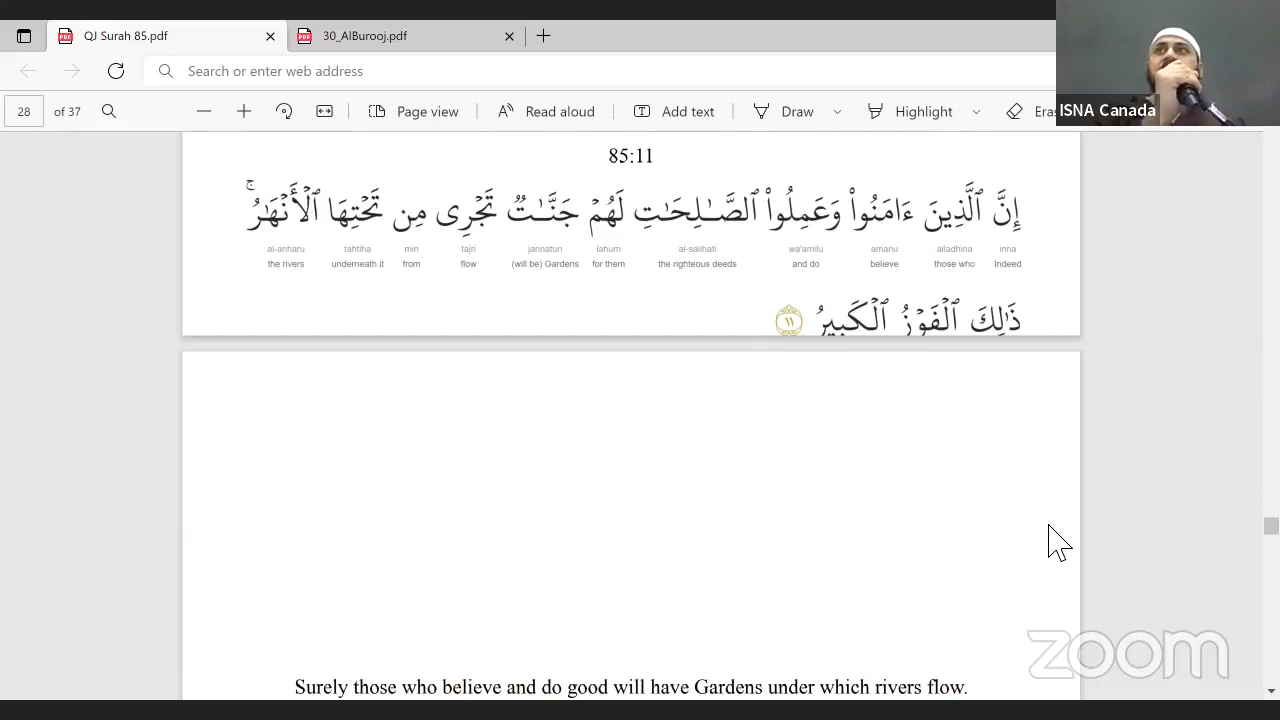 QJ Surah 85.pdf
30_AlBurooj.pdf
Search or enter web address
28 of 37
Page view
Read aloud
Add text
Draw
Highlight
Eras
ISNA Canada
85:11
إِنَّ ٱلَّذِينَ ءَامَنُوا۟ وَعَمِلُوا۟ ٱلصَّـٰلِحَـٰتِ لَهُمْ جَنَّـٰتٌ تَجْرِى مِن تَحْتِهَا ٱلْأَنْهَـٰرُ ۚ
al-anharu tahtiha min tajri jannatun lahum al-salihati wa'amilu amanu alladhina inna
the rivers underneath it from flow (will be) Gardens for them the righteous deeds and do believe those who Indeed
ذَٰلِكَ ٱلْفَوْزُ ٱلْكَبِيرُ ١١
Surely those who believe and do good will have Gardens under which rivers flow.
zoom